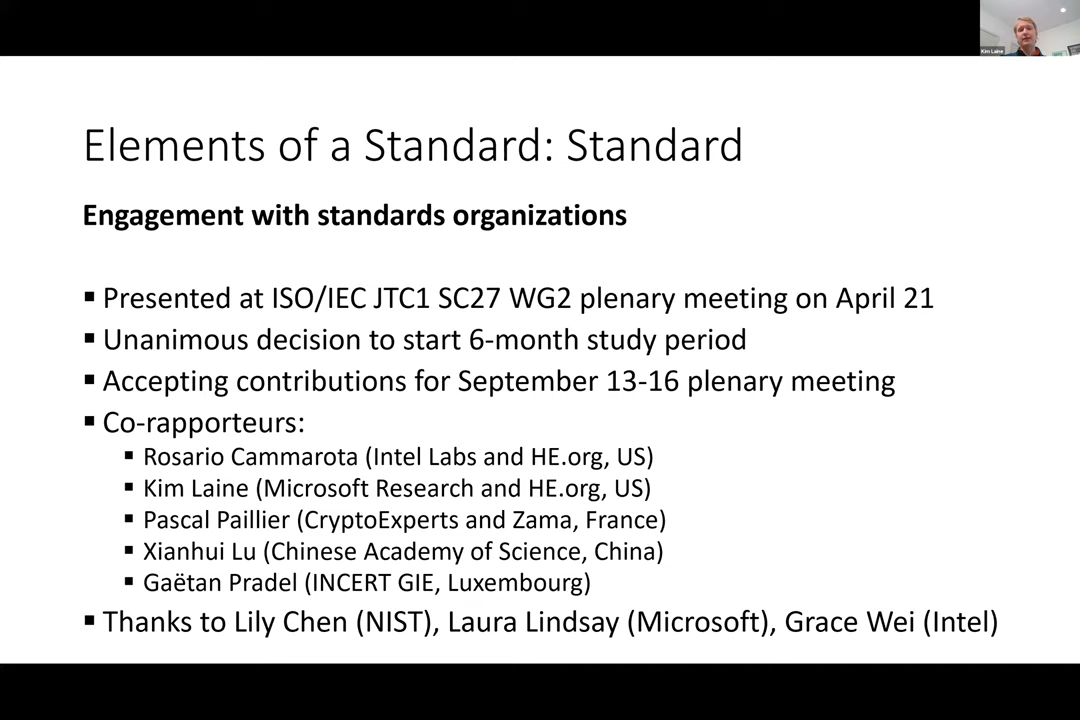 Kim Laine
Elements of a Standard: Standard
Engagement with standards organizations
▪ Presented at ISO/IEC JTC1 SC27 WG2 plenary meeting on April 21
▪ Unanimous decision to start 6-month study period
▪ Accepting contributions for September 13-16 plenary meeting
▪ Co-rapporteurs:
▪ Rosario Cammarota (Intel Labs and HE.org, US)
▪ Kim Laine (Microsoft Research and HE.org, US)
▪ Pascal Paillier (CryptoExperts and Zama, France)
▪ Xianhui Lu (Chinese Academy of Science, China)
▪ Gaëtan Pradel (INCERT GIE, Luxembourg)
▪ Thanks to Lily Chen (NIST), Laura Lindsay (Microsoft), Grace Wei (Intel)